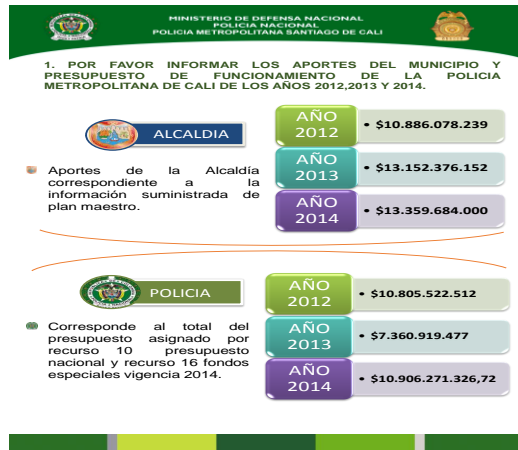 MINISTERIO DE DEFENSA NACIONAL
POLICIA NACIONAL
POLICIA METROPOLITANA SANTIAGO DE CALI
1. POR FAVOR INFORMAR LOS APORTES DEL MUNICIPIO Y
PRESUPUESTO DE FUNCIONAMIENTO DE LA POLICIA
METROPOLITANA DE CALI DE LOS AÑOS 2012,2013 Y 2014.
ALCALDIA
Aportes de la Alcaldía
correspondiente a la
información suministrada de
plan maestro.
AÑO
2012
• $10.886.078.239
AÑO
2013
• $13.152.376.152
AÑO
2014
• $13.359.684.000
POLICIA
Corresponde al total del
presupuesto asignado por
recurso 10 presupuesto
nacional y recurso 16 fondos
especiales vigencia 2014.
AÑO
2012
• $10.805.522.512
AÑO
2013
• $7.360.919.477
AÑO
2014
• $10.906.271.326,72